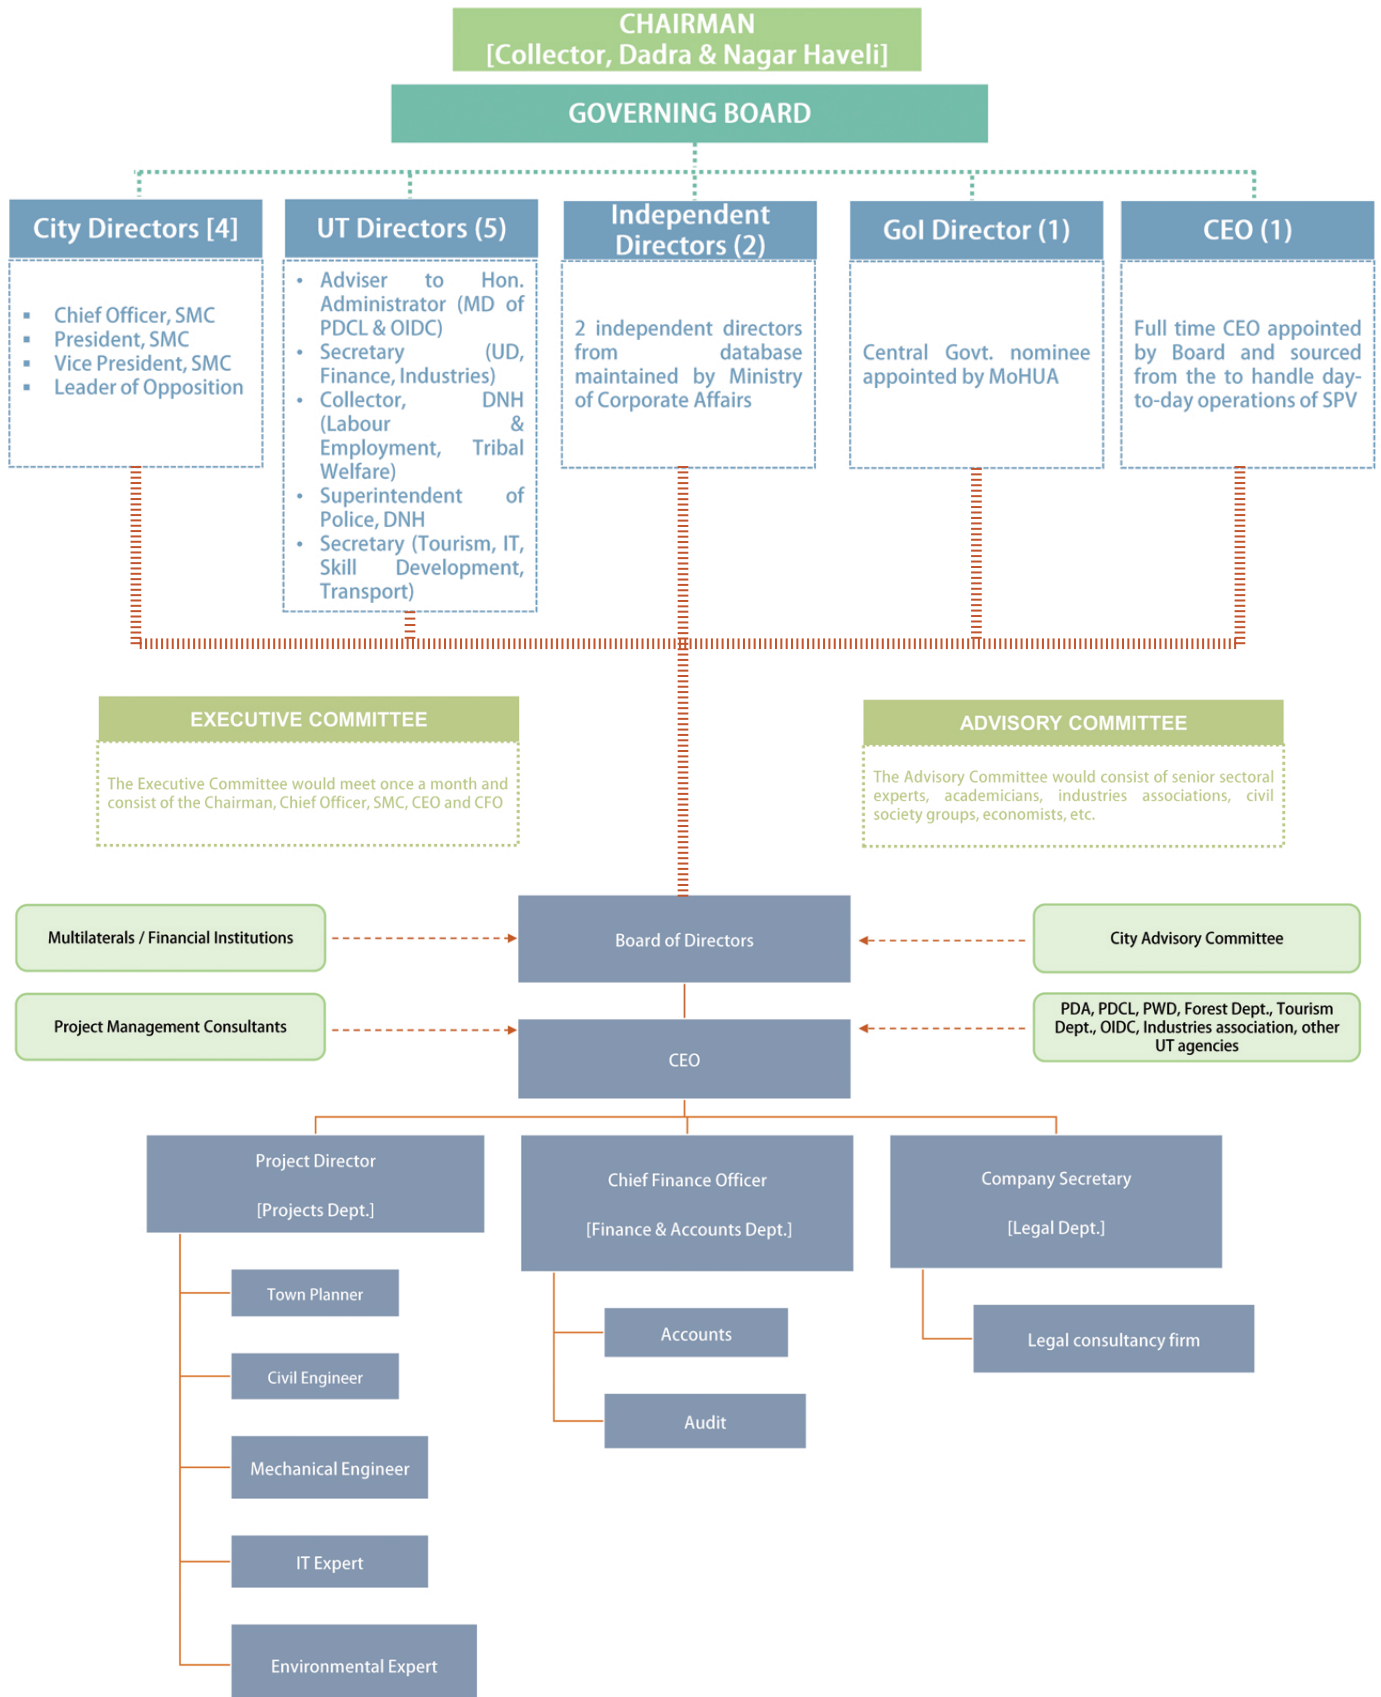 CHAIRMAN
[Collector, Dadra & Nagar Haveli]
GOVERNING BOARD
City Directors [4]
▪ Chief Officer, SMC
▪ President, SMC
▪ Vice President, SMC
▪ Leader of Opposition
UT Directors (5)
• Adviser to Hon.
Administrator (MD of
PDCL & OIDC)
• Secretary (UD,
Finance, Industries)
• Collector, DNH
(Labour &
Employment, Tribal
Welfare)
• Superintendent of
Police, DNH
• Secretary (Tourism, IT,
Skill Development,
Transport)
Independent
Directors (2)
2 independent directors
from database
maintained by Ministry
of Corporate Affairs
GoI Director (1)
Central Govt. nominee
appointed by MoHUA
CEO (1)
Full time CEO appointed
by Board and sourced
from the to handle day-
to-day operations of SPV
EXECUTIVE COMMITTEE
The Executive Committee would meet once a month and
consist of the Chairman, Chief Officer, SMC, CEO and CFO
ADVISORY COMMITTEE
The Advisory Committee would consist of senior sectoral
experts, academicians, industries associations, civil
society groups, economists, etc.
Multilaterals / Financial Institutions
Board of Directors
City Advisory Committee
Project Management Consultants
CEO
PDA, PDCL, PWD, Forest Dept., Tourism
Dept., OIDC, Industries association, other
UT agencies
Project Director
[Projects Dept.]
Chief Finance Officer
[Finance & Accounts Dept.]
Company Secretary
[Legal Dept.]
Town Planner
Civil Engineer
Mechanical Engineer
IT Expert
Environmental Expert
Accounts
Audit
Legal consultancy firm